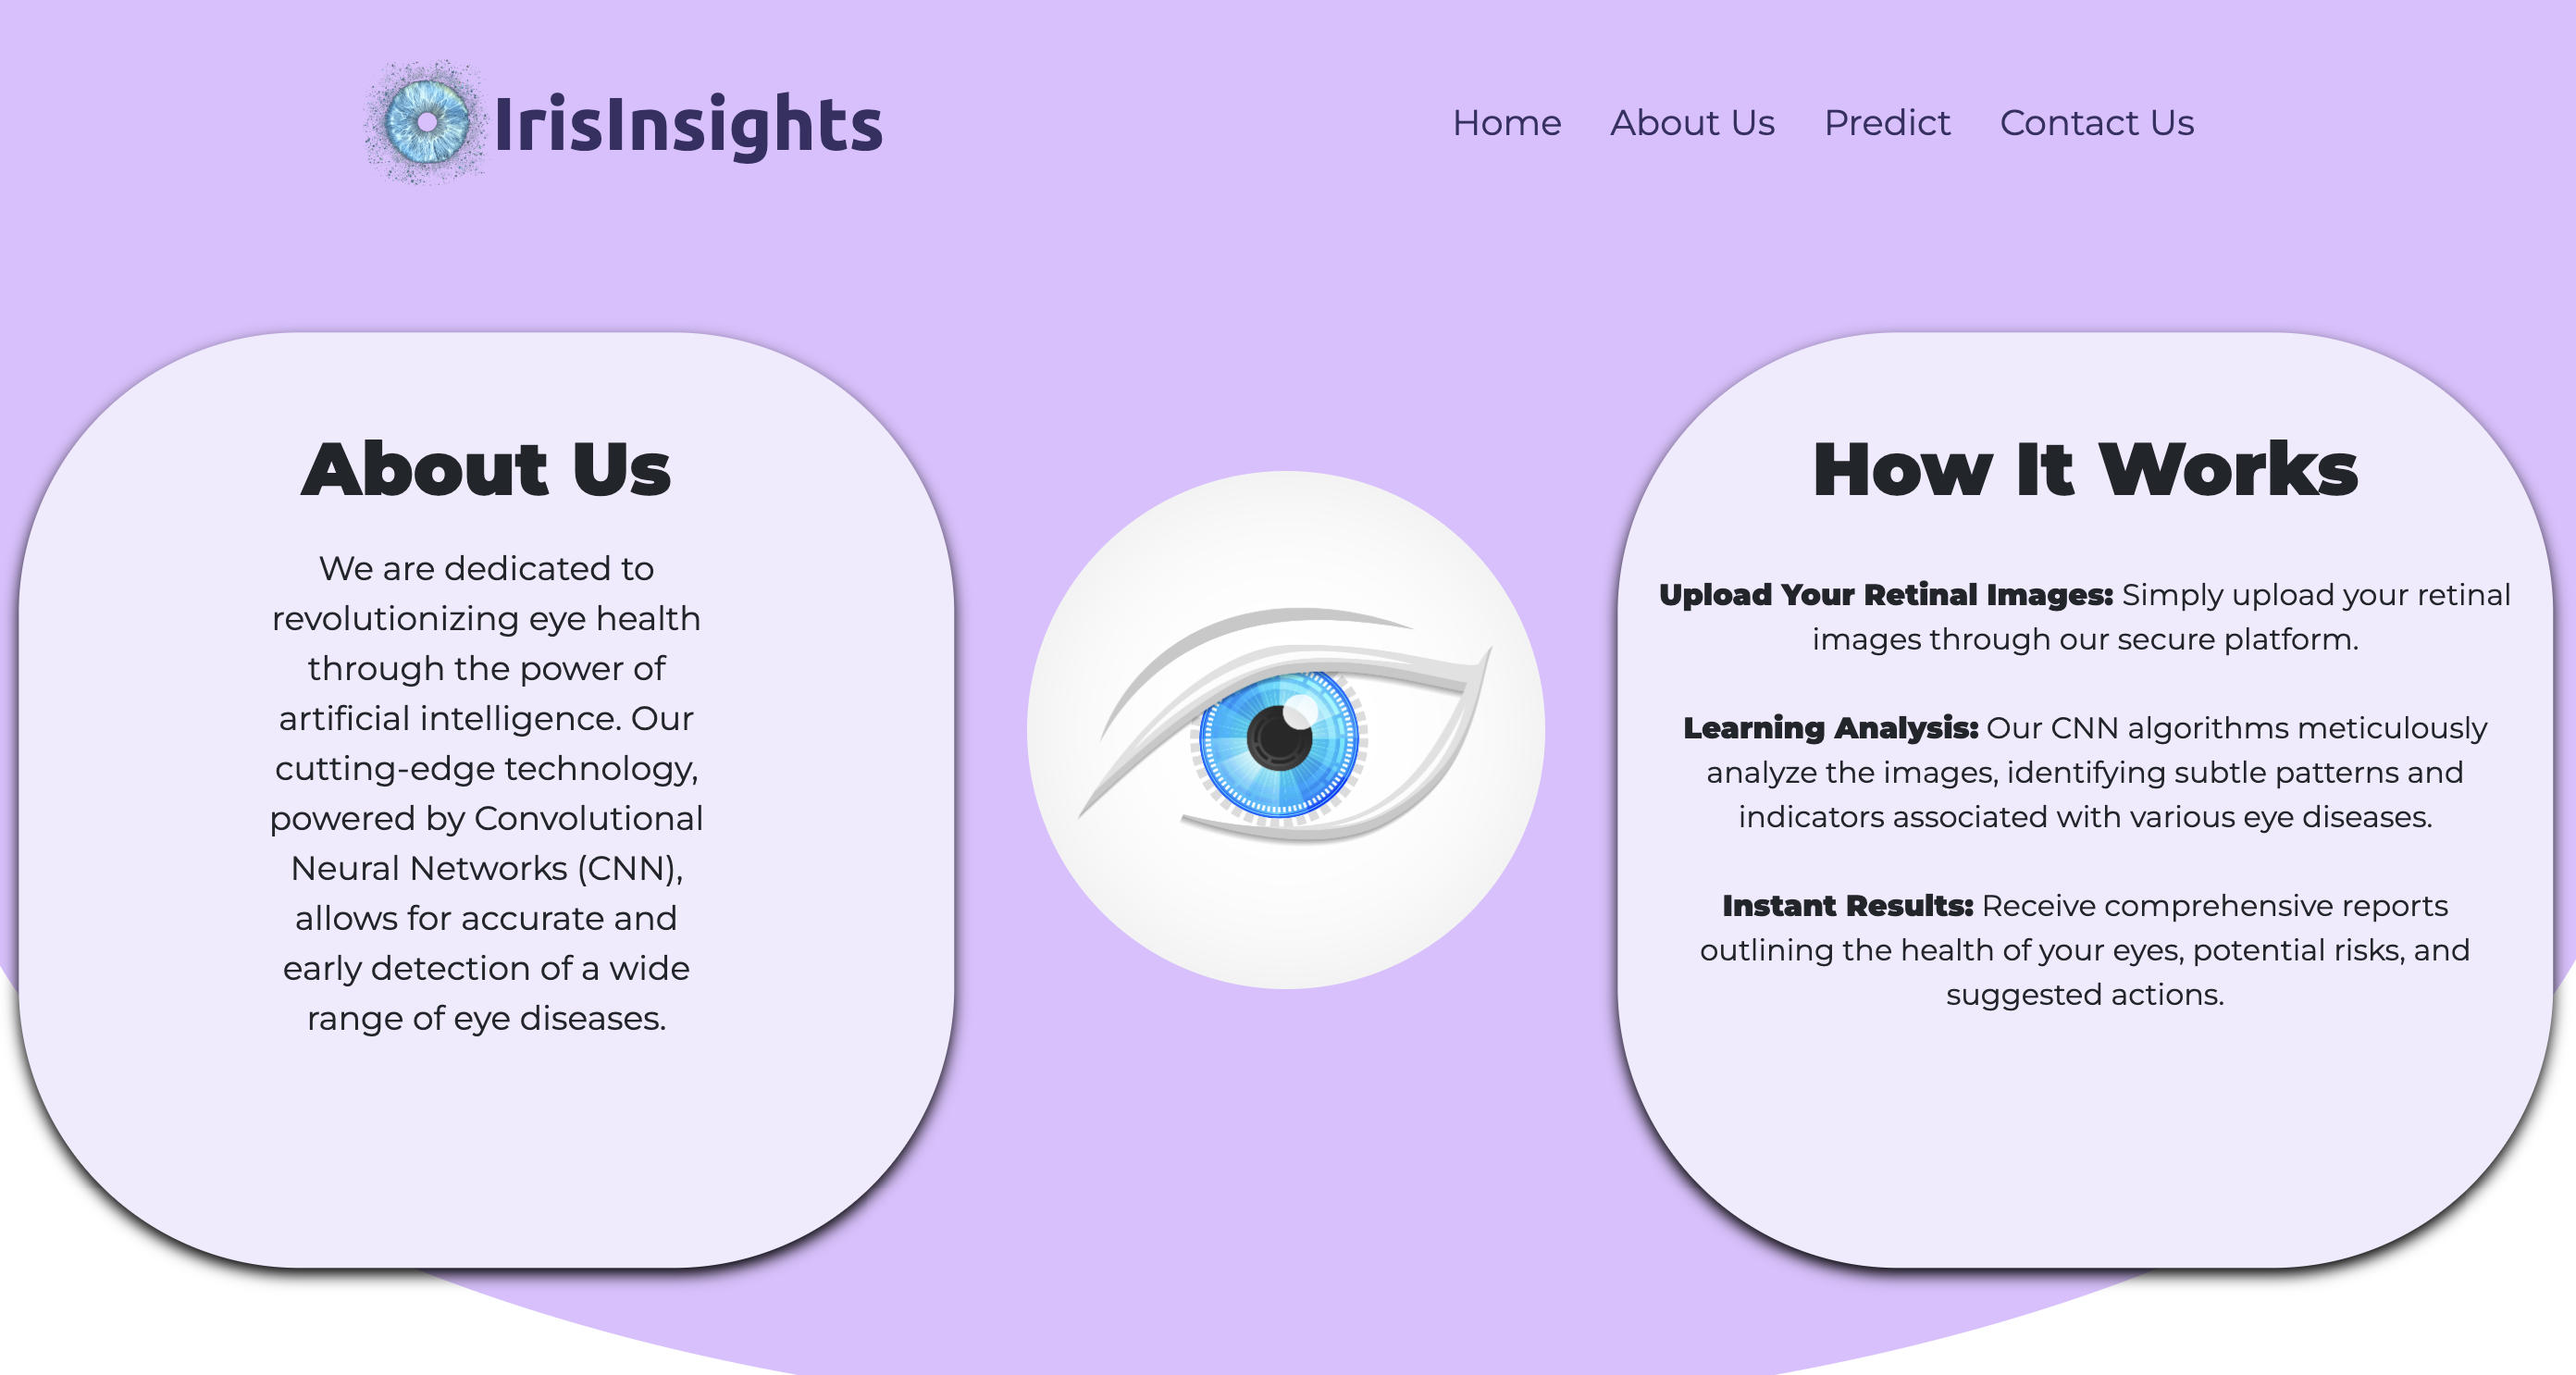 IrisInsights
Home About Us Predict Contact Us
About Us
We are dedicated to
revolutionizing eye health
through the power of
artificial intelligence. Our
cutting-edge technology,
powered by Convolutional
Neural Networks (CNN),
allows for accurate and
early detection of a wide
range of eye diseases.
How It Works
Upload Your Retinal Images: Simply upload your retinal
images through our secure platform.
Learning Analysis: Our CNN algorithms meticulously
analyze the images, identifying subtle patterns and
indicators associated with various eye diseases.
Instant Results: Receive comprehensive reports
outlining the health of your eyes, potential risks, and
suggested actions.